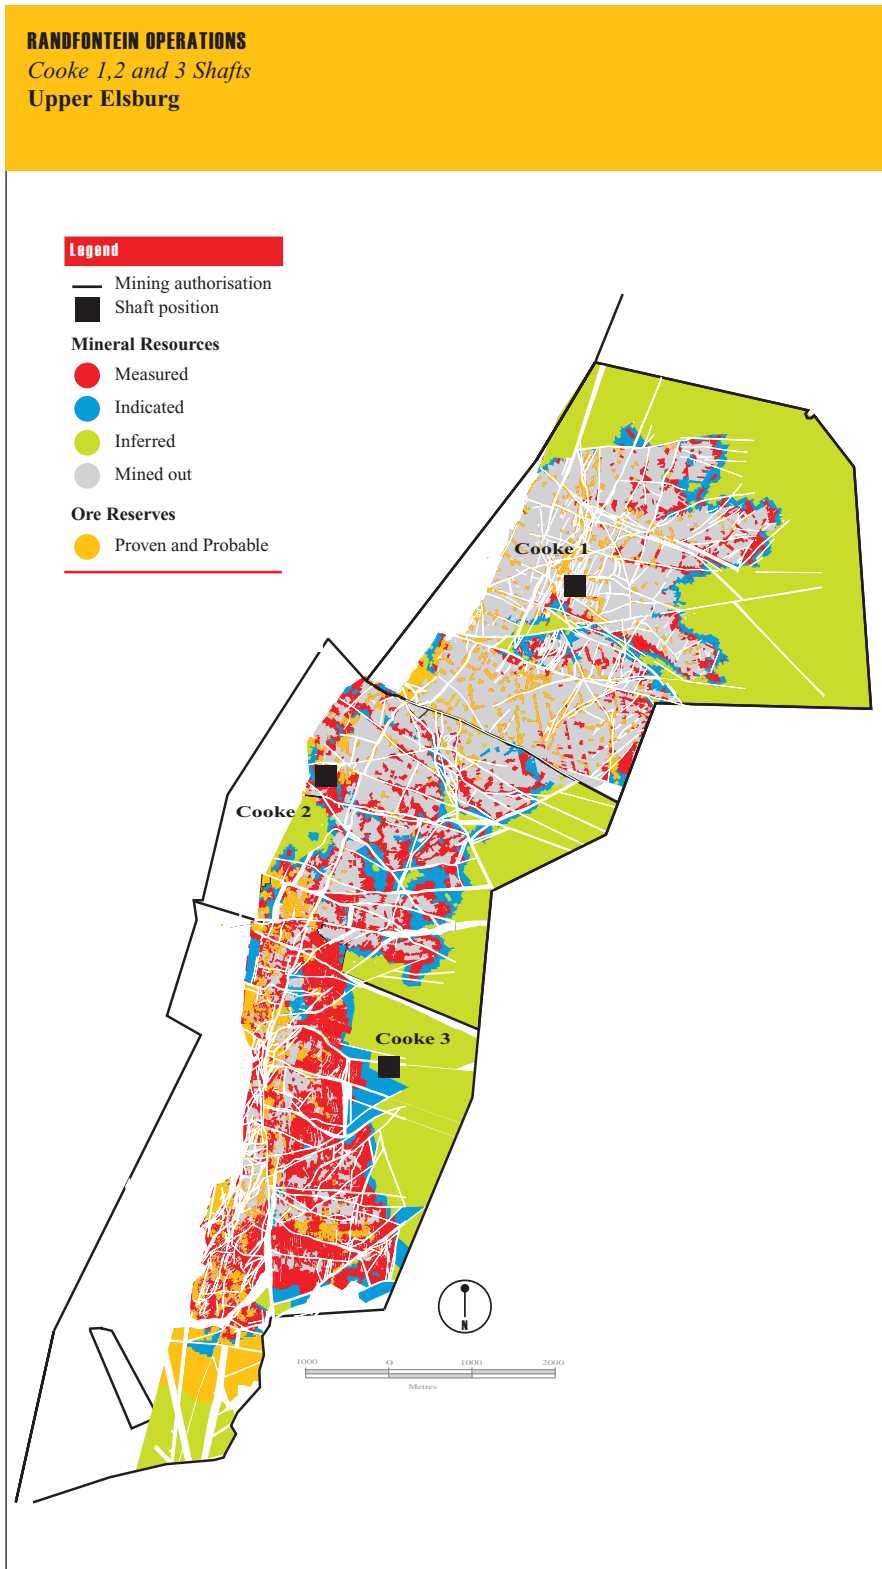 RANDFONTEIN OPERATIONS
Cooke 1,2 and 3 Shafts
Upper Elsburg
Legend
Mining authorisation
Shaft position
Mineral Resources
Measured
Indicated
Inferred
Mined out
Ore Reserves
Proven and Probable
Cooke 1
Cooke 2
Cooke 3
N
1000 0 1000 2000
Metres